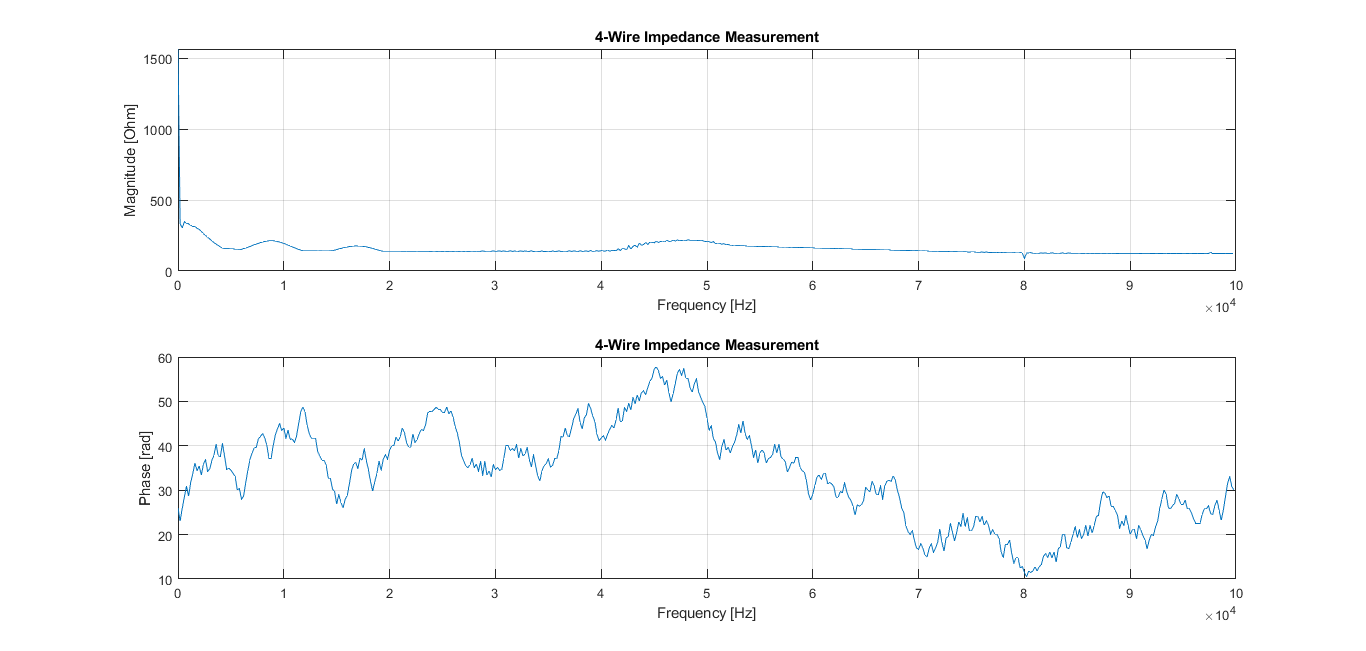 4-Wire Impedance Measurement
1500
1000
500
0
Magnitude [Ohm]
0 1 2 3 4 5 6 7 8 9 10
Frequency [Hz]
×10^4
4-Wire Impedance Measurement
60
50
40
30
20
10
Phase [rad]
0 1 2 3 4 5 6 7 8 9 10
Frequency [Hz]
×10^4